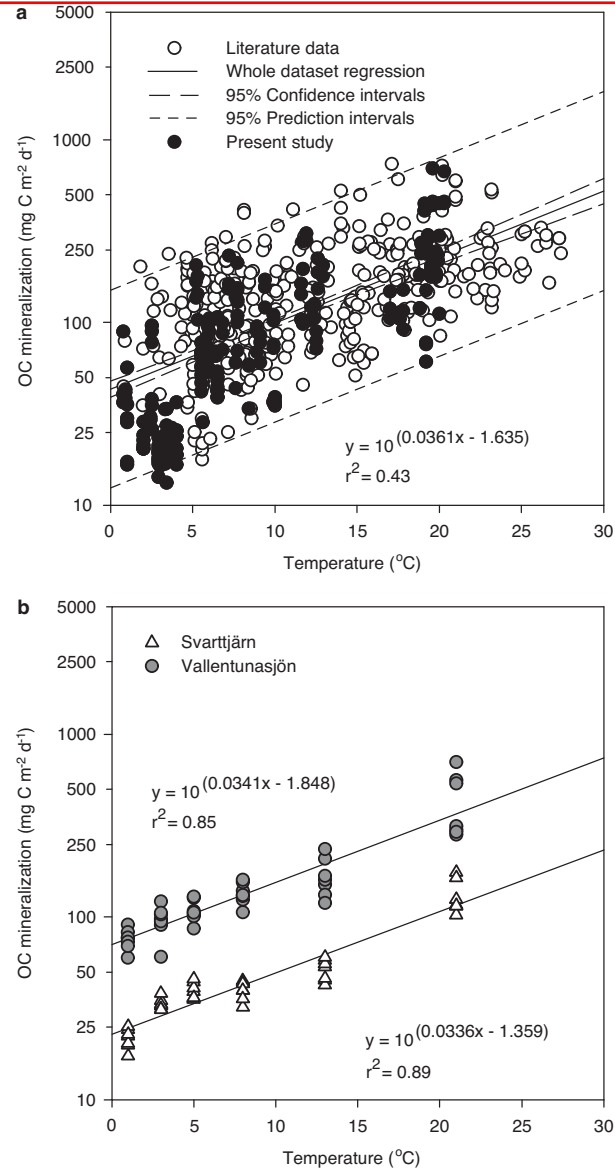 a
5000
2500
1000
500
250
100
50
25
10
OC mineralization (mg C m-2 d-1)
Literature data
Whole dataset regression
95% Confidence intervals
95% Prediction intervals
Present study
y = 10(0.0361x - 1.635)
r2 = 0.43
0 5 10 15 20 25 30
Temperature (oC)
b
5000
2500
1000
500
250
100
50
25
10
OC mineralization (mg C m-2 d-1)
Svarttjärn
Vallentunasjön
y = 10(0.0341x - 1.848)
r2 = 0.85
y = 10(0.0336x - 1.359)
r2 = 0.89
0 5 10 15 20 25 30
Temperature (oC)